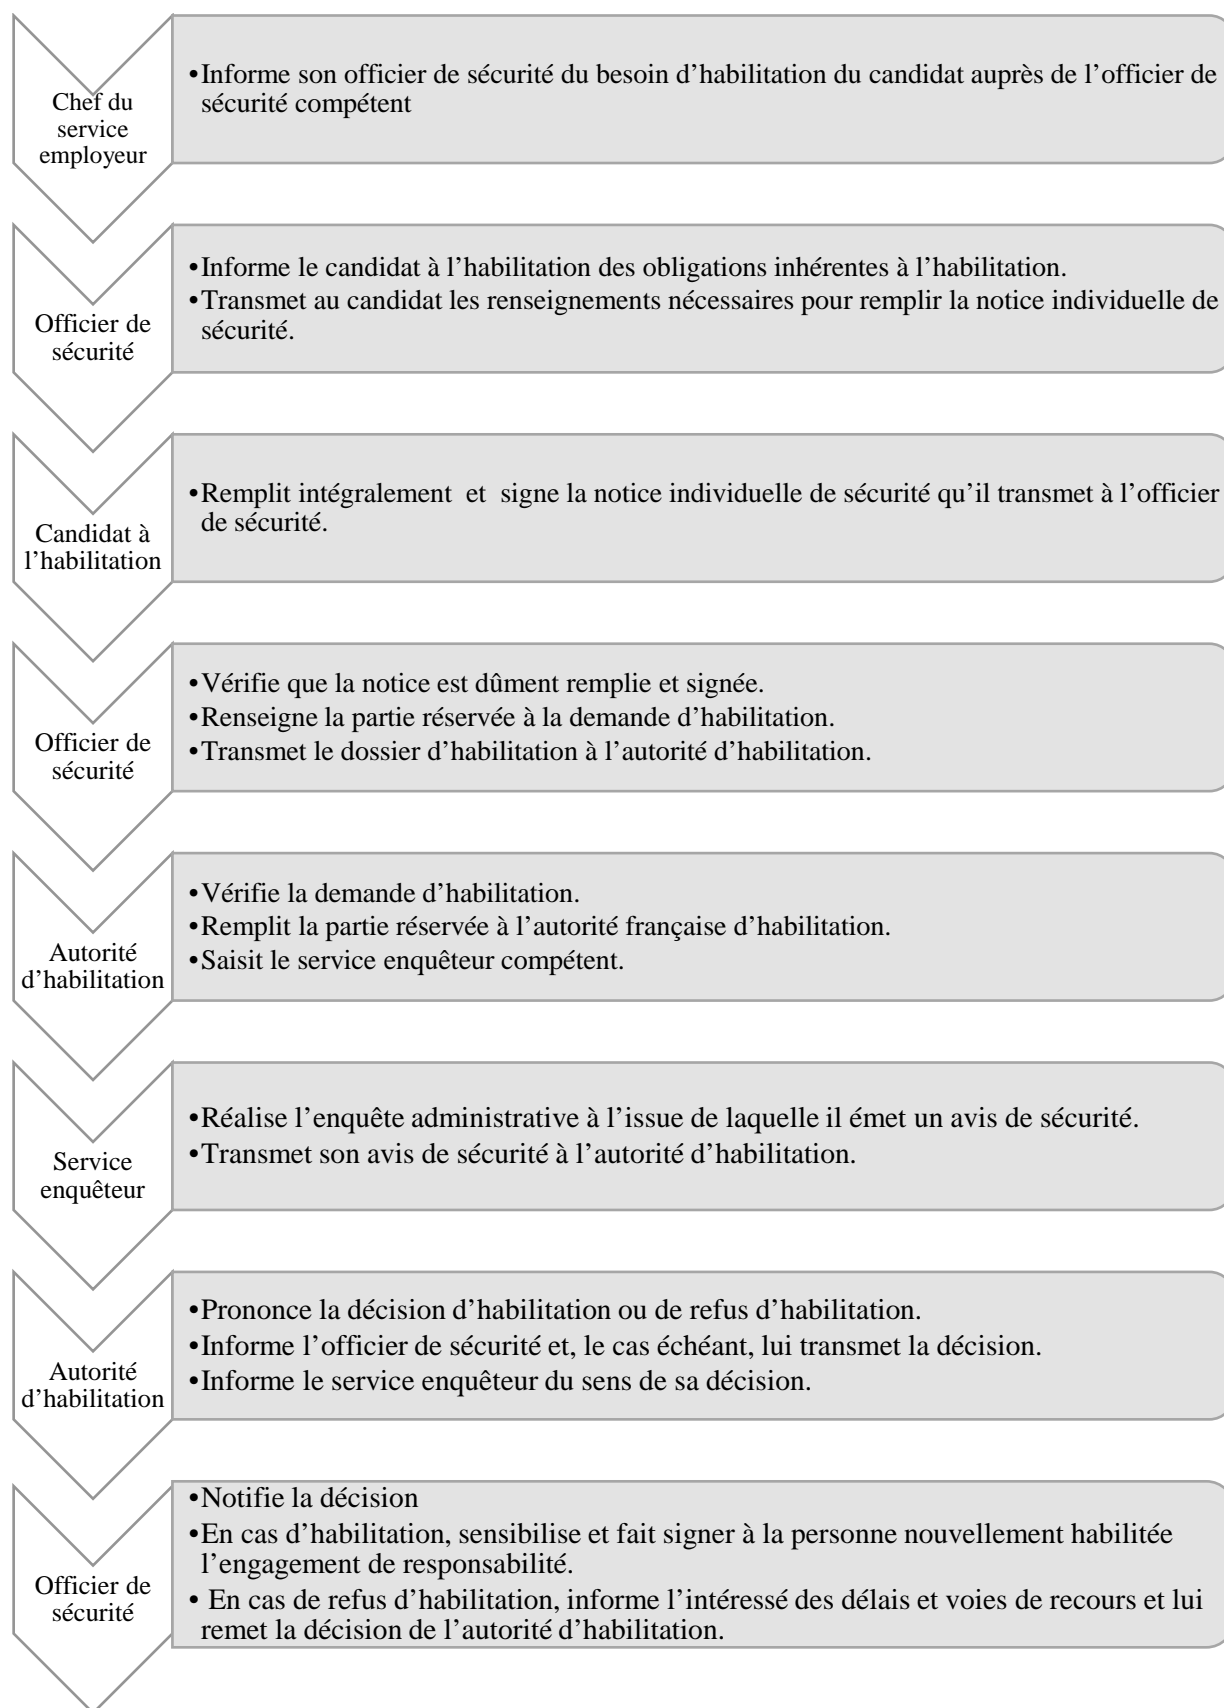 Chef du
service
employeur
•Informe son officier de sécurité du besoin d’habilitation du candidat auprès de l’officier de
sécurité compétent
Officier de
sécurité
•Informe le candidat à l’habilitation des obligations inhérentes à l’habilitation.
•Transmet au candidat les renseignements nécessaires pour remplir la notice individuelle de
sécurité.
Candidat à
l’habilitation
•Remplit intégralement et signe la notice individuelle de sécurité qu’il transmet à l’officier
de sécurité.
Officier de
sécurité
•Vérifie que la notice est dûment remplie et signée.
•Renseigne la partie réservée à la demande d’habilitation.
•Transmet le dossier d’habilitation à l’autorité d’habilitation.
Autorité
d’habilitation
•Vérifie la demande d’habilitation.
•Remplit la partie réservée à l’autorité française d’habilitation.
•Saisit le service enquêteur compétent.
Service
enquêteur
•Réalise l’enquête administrative à l’issue de laquelle il émet un avis de sécurité.
•Transmet son avis de sécurité à l’autorité d’habilitation.
Autorité
d’habilitation
•Prononce la décision d’habilitation ou de refus d’habilitation.
•Informe l’officier de sécurité et, le cas échéant, lui transmet la décision.
•Informe le service enquêteur du sens de sa décision.
Officier de
sécurité
•Notifie la décision
•En cas d’habilitation, sensibilise et fait signer à la personne nouvellement habilitée
l’engagement de responsabilité.
• En cas de refus d’habilitation, informe l’intéressé des délais et voies de recours et lui
remet la décision de l’autorité d’habilitation.